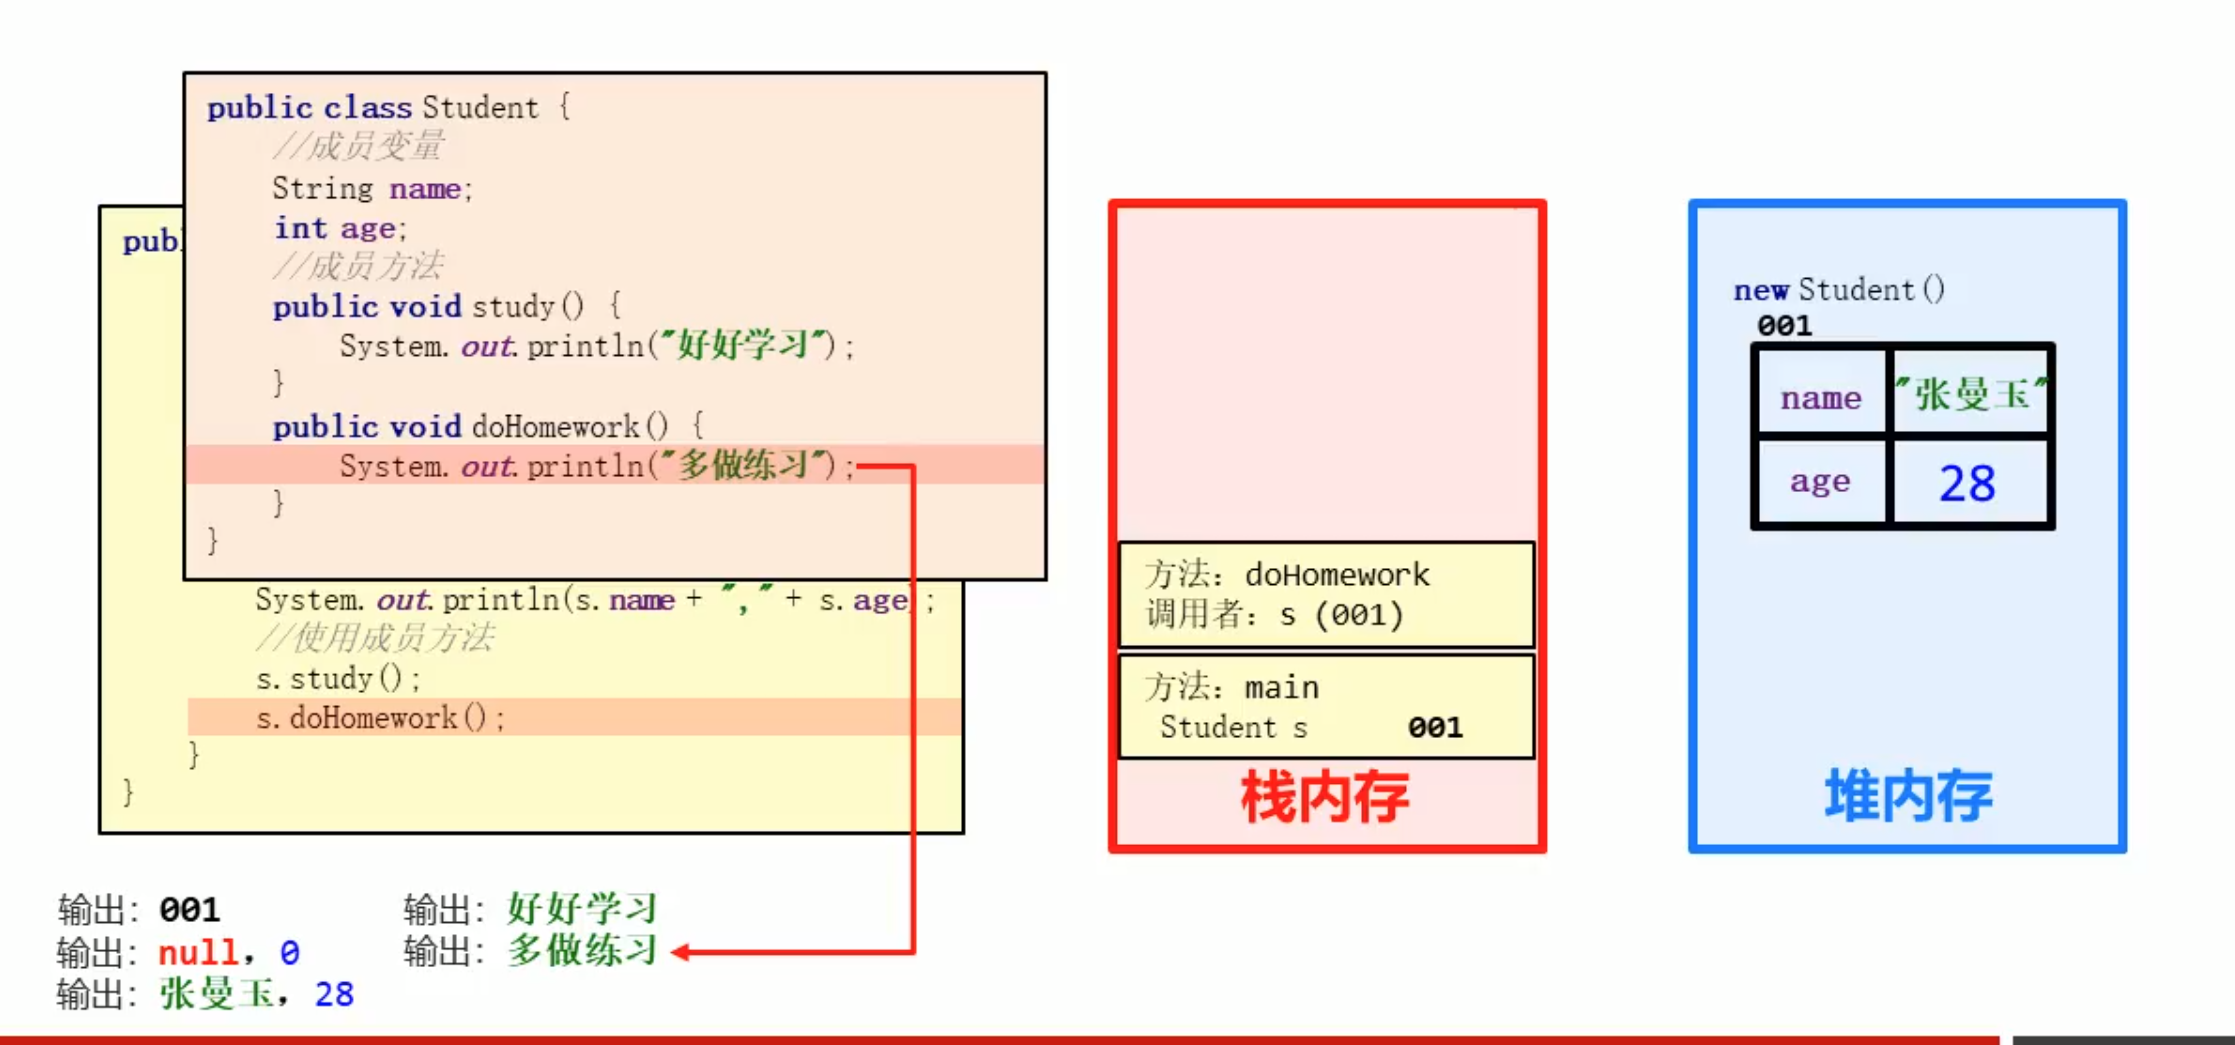 public class Student {
//成员变量
String name;
int age;
//成员方法
public void study() {
System.out.println("好好学习");
}
public void doHomework() {
System.out.println("多做练习");
}
}
publ
System.out.println(s.name + "," + s.age);
//使用成员方法
s.study();
s.doHomework();
}
}
方法: doHomework
调用者: s (001)
方法: main
Student s 001
栈内存
new Student()
001
name "张曼玉"
age 28
堆内存
输出: 001
输出: null, 0
输出: 张曼玉, 28
输出: 好好学习
输出: 多做练习